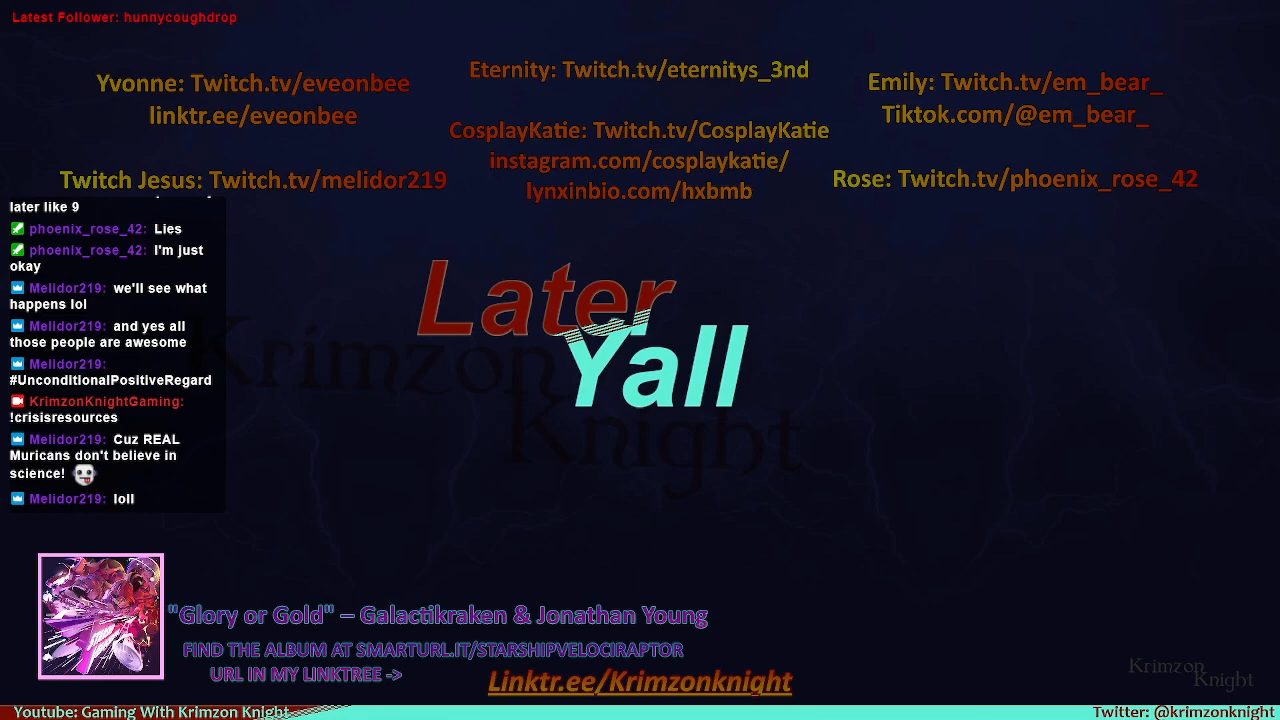 Latest Follower: hunnycoughdrop
Yvonne: Twitch.tv/eveonbee
linktr.ee/eveonbee
Eternity: Twitch.tv/eternitys_3nd
Emily: Twitch.tv/em_bear_
Tiktok.com/@em_bear_
CosplayKatie: Twitch.tv/CosplayKatie
instagram.com/cosplaykatie/
lynxinbio.com/hxbmb
Twitch Jesus: Twitch.tv/melidor219
Rose: Twitch.tv/phoenix_rose_42
later like 9
phoenix_rose_42: Lies
phoenix_rose_42: I'm just
okay
Melidor219: we'll see what
happens lol
Melidor219: and yes all
those people are awesome
Melidor219:
#UnconditionalPositiveRegard
KrimzonKnightGaming:
!crisisresources
Melidor219: Cuz REAL
Muricans don't believe in
science!
Melidor219: loll
Later
Yall
Krimzon
Knight
"Glory or Gold" – Galactikraken & Jonathan Young
FIND THE ALBUM AT SMARTURL.IT/STARSHIPVELOCIRAPTOR
URL IN MY LINKTREE ->
Linktr.ee/Krimzonknight
Krimzon
Knight
Youtube: Gaming With Krimzon Knight
Twitter: @krimzonknight